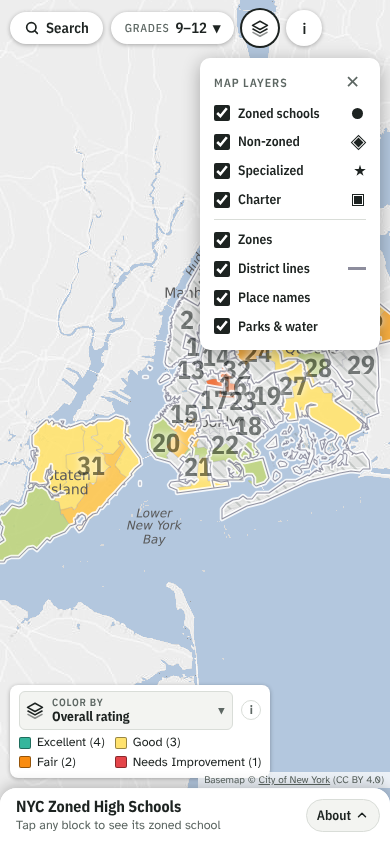 Search
GRADES 9–12 ▾
i
MAP LAYERS
Zoned schools
Non-zoned
Specialized
Charter
Zones
District lines
Place names
Parks & water
2
24
14
32
28
29
13
16
27
17
23
19
15
18
20
22
21
31
Staten
Island
Lower
New York
Bay
COLOR BY
Overall rating
i
Excellent (4)
Good (3)
Fair (2)
Needs Improvement (1)
Basemap © City of New York (CC BY 4.0)
NYC Zoned High Schools
Tap any block to see its zoned school
About